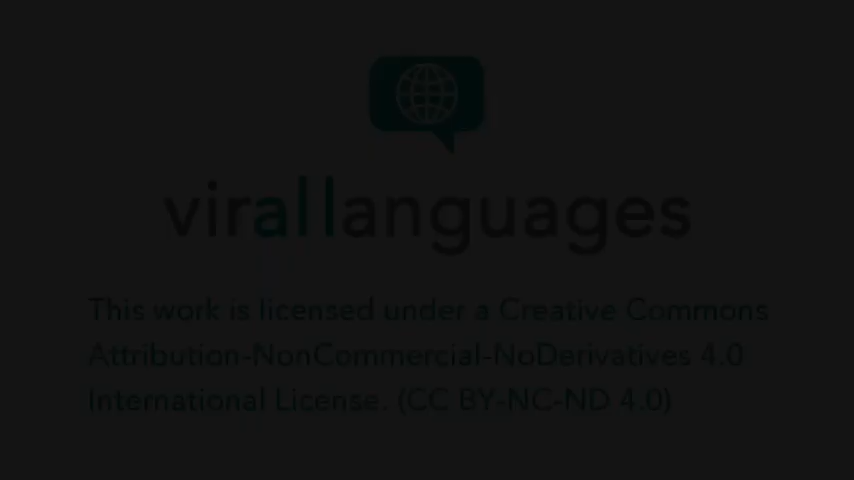 virallanguages
This work is licensed under a Creative Commons
Attribution-NonCommercial-NoDerivatives 4.0
International License. (CC BY-NC-ND 4.0)